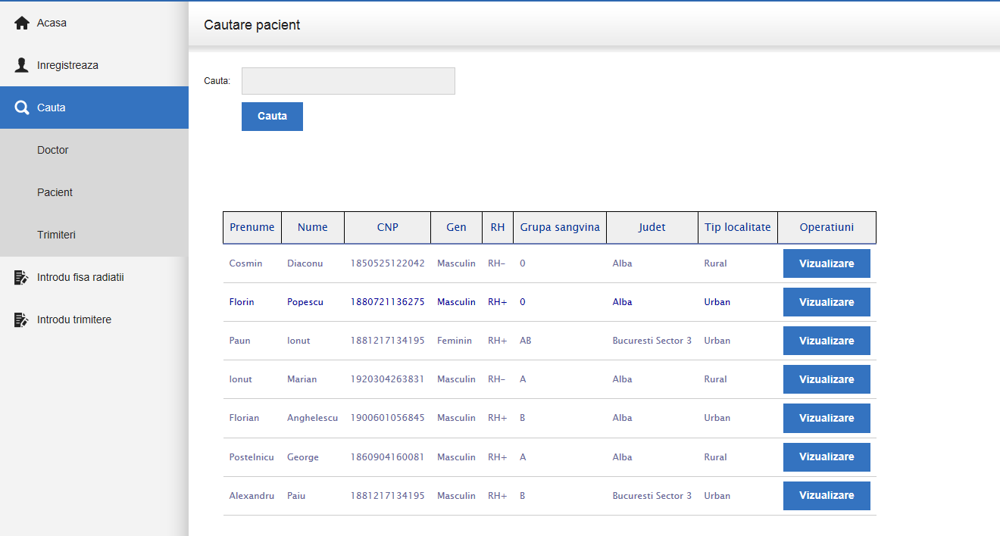 Acasa
Inregistreaza
Cauta
Doctor
Pacient
Trimiteri
Introdu fisa radiatii
Introdu trimitere
Cautare pacient
Cauta:
Cauta
Prenume Nume CNP Gen RH Grupa sangvina Judet Tip localitate Operatiuni
Cosmin Diaconu 1850525122042 Masculin RH- 0 Alba Rural Vizualizare
Florin Popescu 1880721136275 Masculin RH+ 0 Alba Urban Vizualizare
Paun Ionut 1881217134195 Feminin RH+ AB Bucuresti Sector 3 Urban Vizualizare
Ionut Marian 1920304263831 Masculin RH- A Alba Rural Vizualizare
Florian Anghelescu 1900601056845 Masculin RH+ B Alba Urban Vizualizare
Postelnicu George 1860904160081 Masculin RH+ A Alba Rural Vizualizare
Alexandru Paiu 1881217134195 Masculin RH+ B Bucuresti Sector 3 Urban Vizualizare